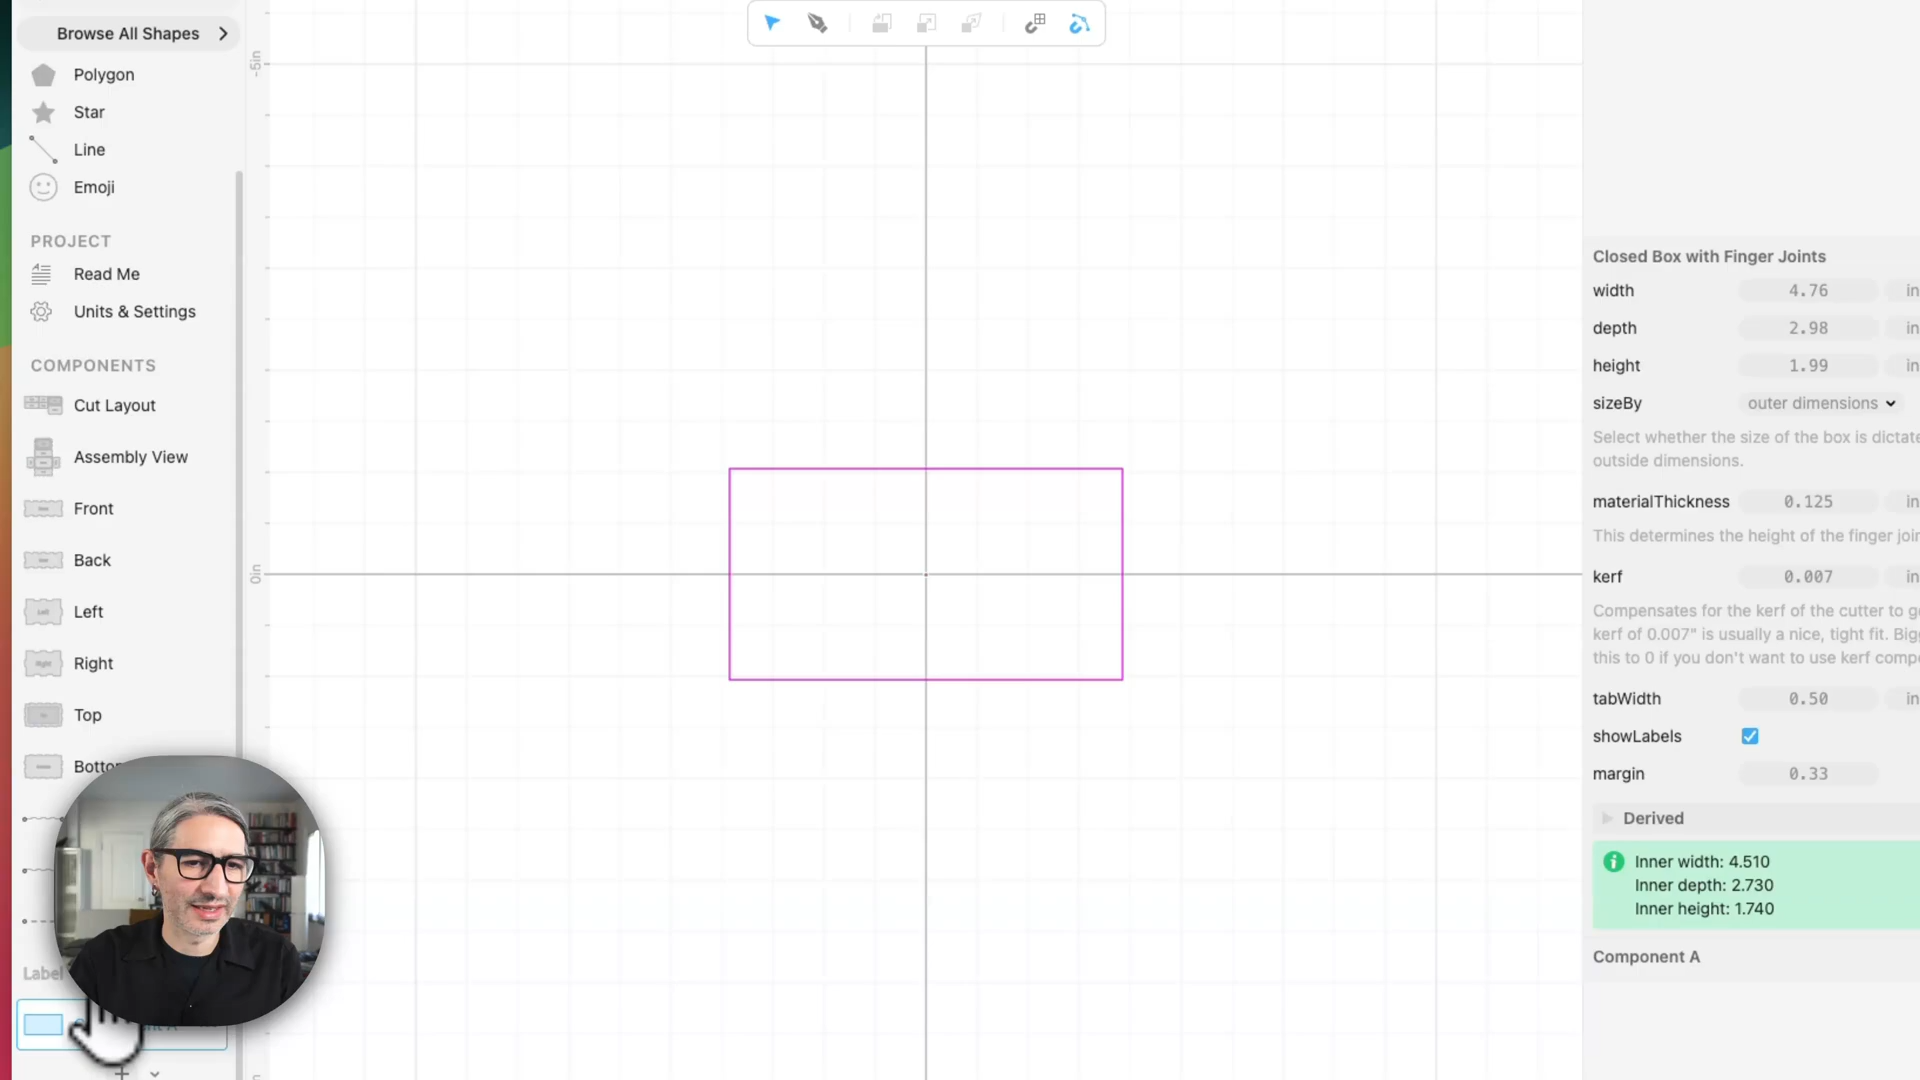 Browse All Shapes
Polygon
Star
Line
Emoji
PROJECT
Read Me
Units & Settings
COMPONENTS
Cut Layout
Assembly View
Front
Back
Left
Right
Top
Label
-5in
0in
Closed Box with Finger Joints
width 4.76 in
depth 2.98 in
height 1.99 in
sizeBy outer dimensions
Select whether the size of the box is
outside dimensions.
materialThickness 0.125 in
This determines the height of the finger
kerf 0.007 in
Compensates for the kerf of the cutter to
kerf of 0.007" is usually a nice, tight fit.
this to 0 if you don't want to use kerf
tabWidth 0.50 in
showLabels
margin 0.33
Derived
Inner width: 4.510
Inner depth: 2.730
Inner height: 1.740
Component A